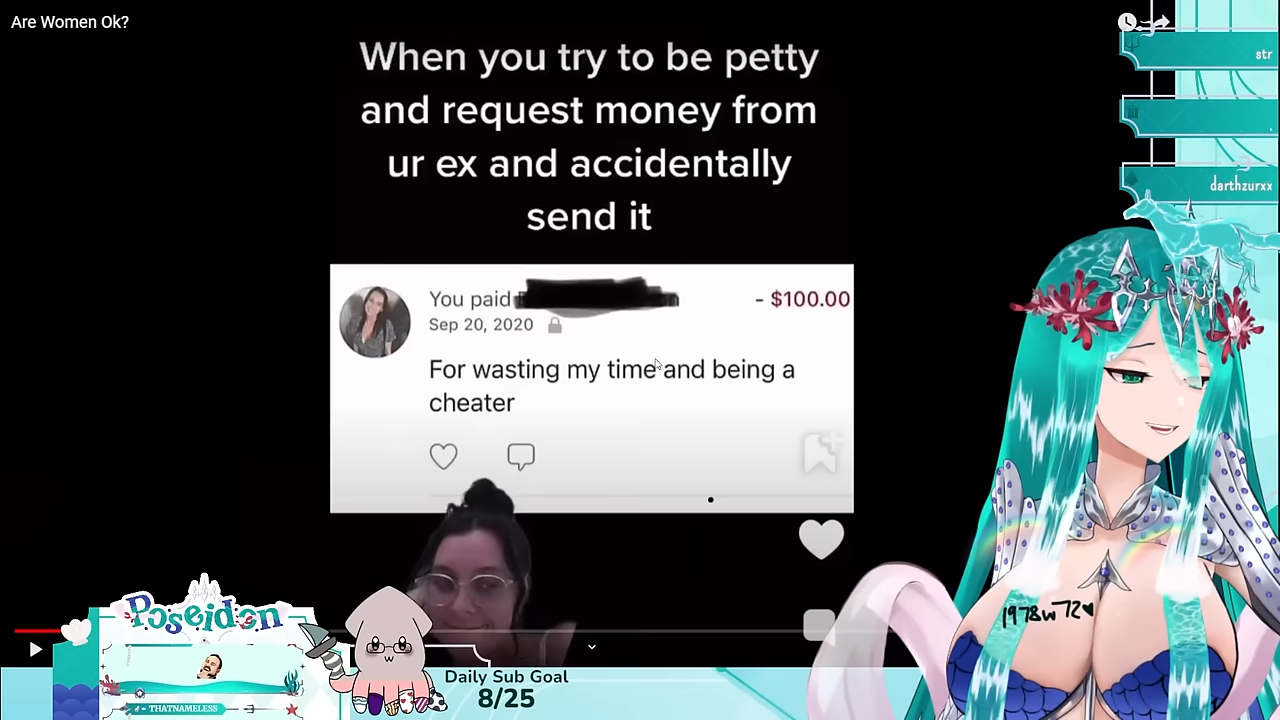 Are Women Ok?
When you try to be petty
and request money from
ur ex and accidentally
send it
You paid
- $100.00
Sep 20, 2020
For wasting my time and being a
cheater
str
darthzurxx
1978w72
Poseidon
THATNAMELESS
Daily Sub Goal
8/25